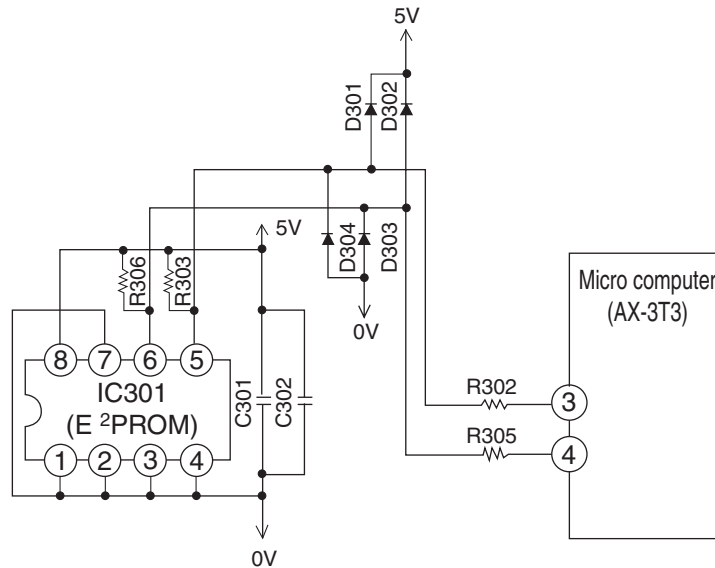 5V
D301
D302
5V
D304
D303
R306
R303
0V
Micro computer
(AX-3T3)
8 7 6 5
IC301
(E ²PROM)
C301
C302
R302
3
R305
4
1 2 3 4
0V